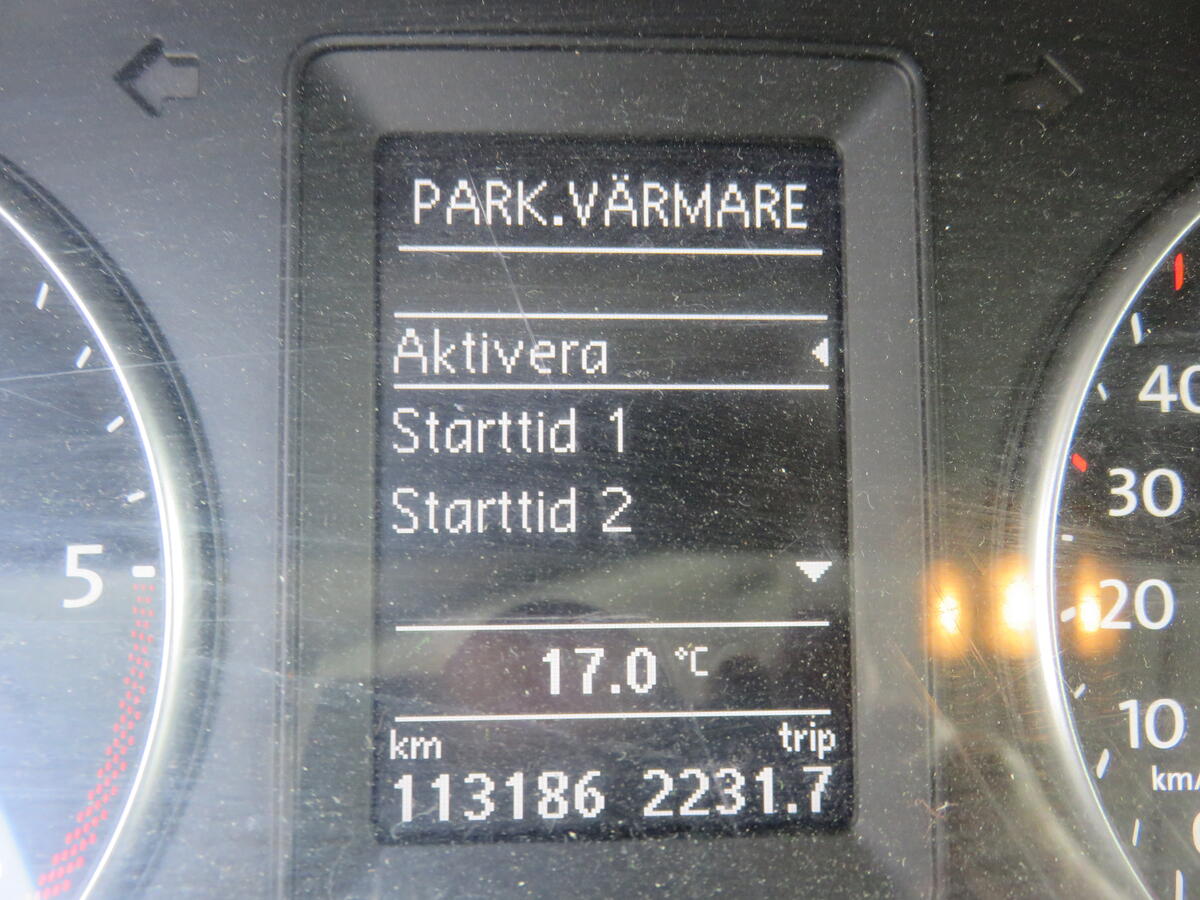 PARK.VÄRMARE
Aktivera
Starttid 1
Starttid 2
17.0 °C
km trip
113186 2231.7
5
40
30
20
10